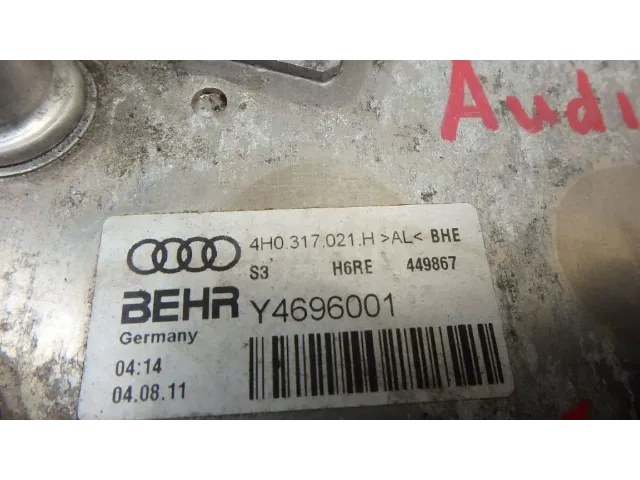 Audi
4H0.317.021.H >AL< BHE
S3 H6RE 449867
BEHR Y4696001
Germany
04:14
04.08.11